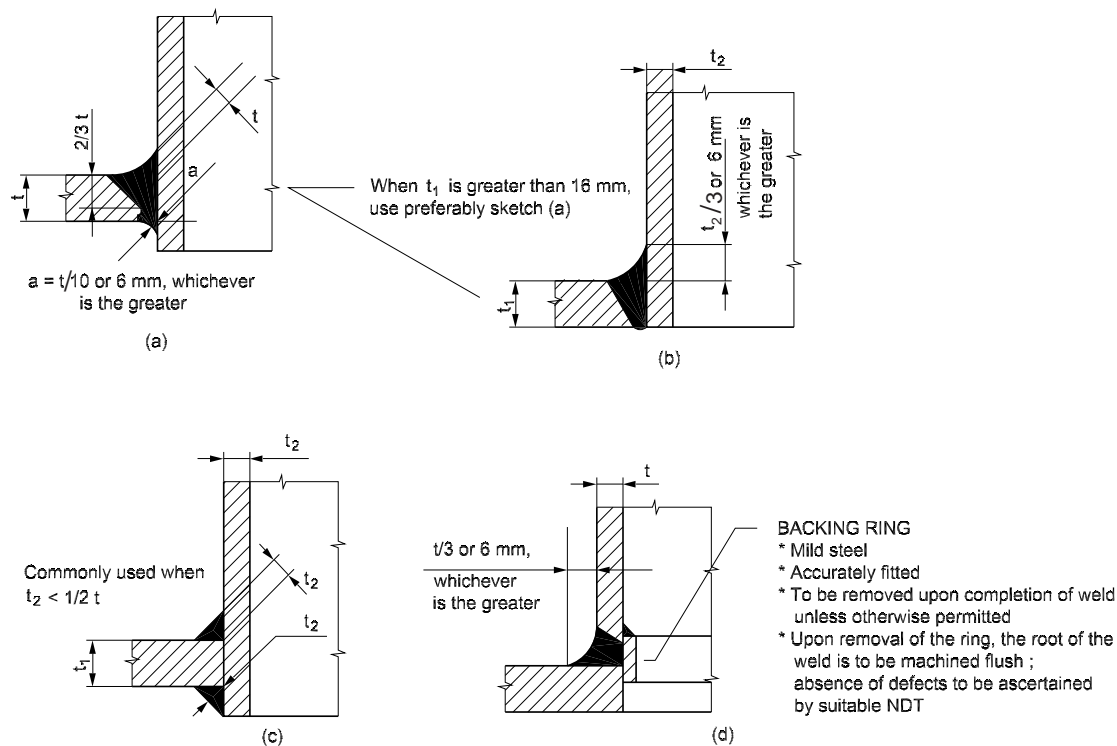 2/3 t
t
t
a
a = t/10 or 6 mm, whichever
is the greater
(a)
When t₁ is greater than 16 mm,
use preferably sketch (a)
t₂
t₂/3 or 6 mm
whichever is
the greater
t₁
(b)
t₂
Commonly used when
t₂ < 1/2 t
t₂
t₂
t₁
(c)
t
t/3 or 6 mm,
whichever
is the greater
(d)
BACKING RING
* Mild steel
* Accurately fitted
* To be removed upon completion of weld
unless otherwise permitted
* Upon removal of the ring, the root of the
weld is to be machined flush ;
absence of defects to be ascertained
by suitable NDT